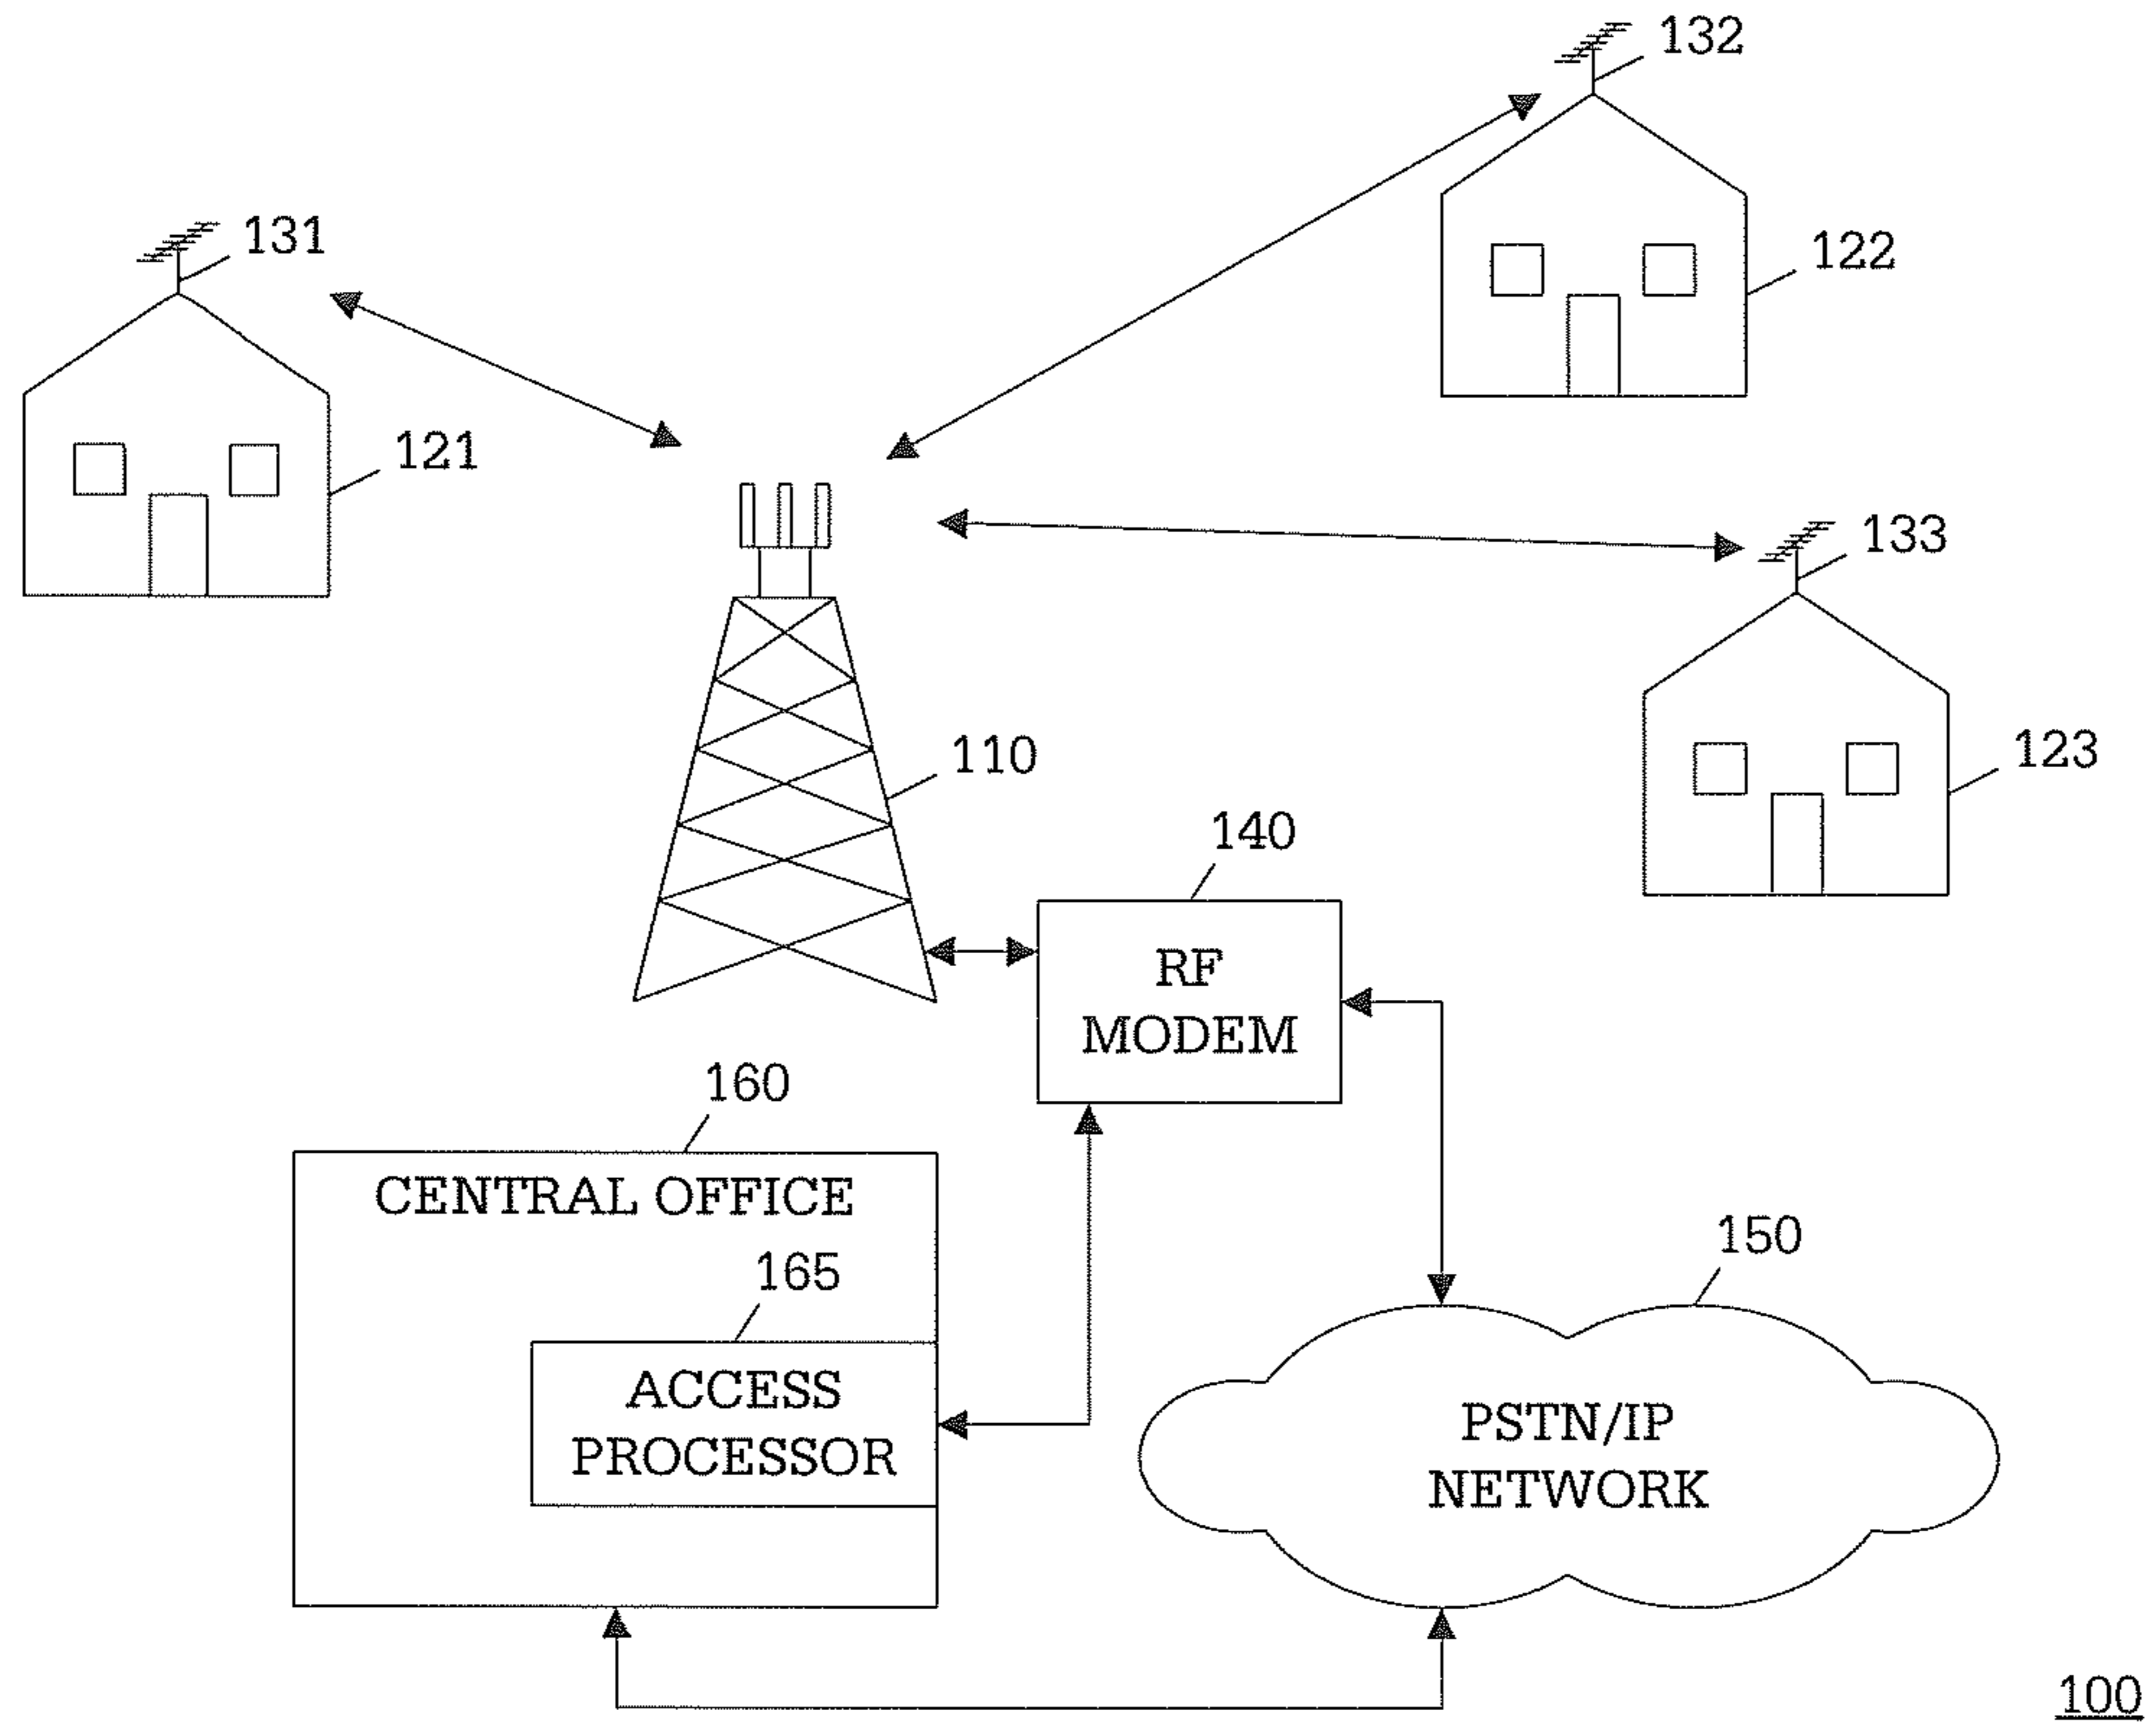 132
131
122
121
133
110
123
140
RF
MODEM
160
CENTRAL OFFICE
165
ACCESS
PROCESSOR
150
PSTN/IP
NETWORK
100